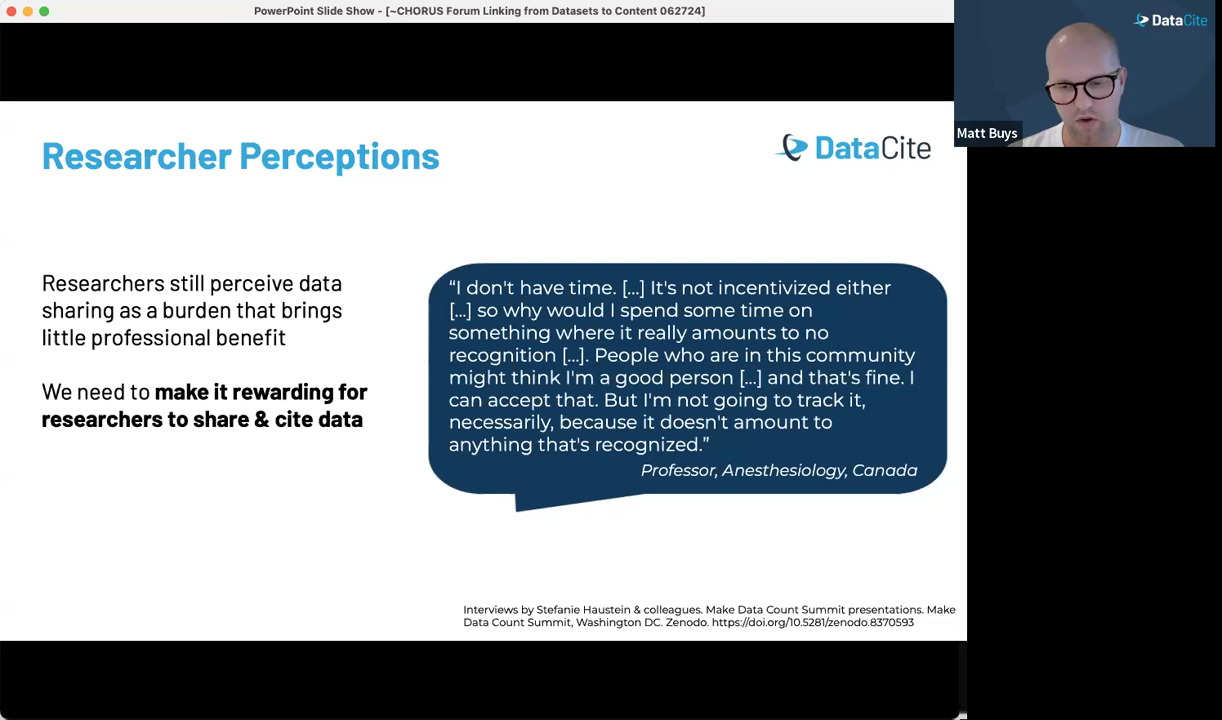 PowerPoint Slide Show - [~CHORUS Forum Linking from Datasets to Content 062724]
DataCite
Matt Buys
Researcher Perceptions
DataCite
Researchers still perceive data
sharing as a burden that brings
little professional benefit
We need to make it rewarding for
researchers to share & cite data
“I don't have time. [...] It's not incentivized either
[...] so why would I spend some time on
something where it really amounts to no
recognition [...]. People who are in this community
might think I'm a good person [...] and that's fine. I
can accept that. But I'm not going to track it,
necessarily, because it doesn't amount to
anything that's recognized.”
Professor, Anesthesiology, Canada
Interviews by Stefanie Haustein & colleagues. Make Data Count Summit presentations. Make
Data Count Summit, Washington DC. Zenodo. https://doi.org/10.5281/zenodo.8370593